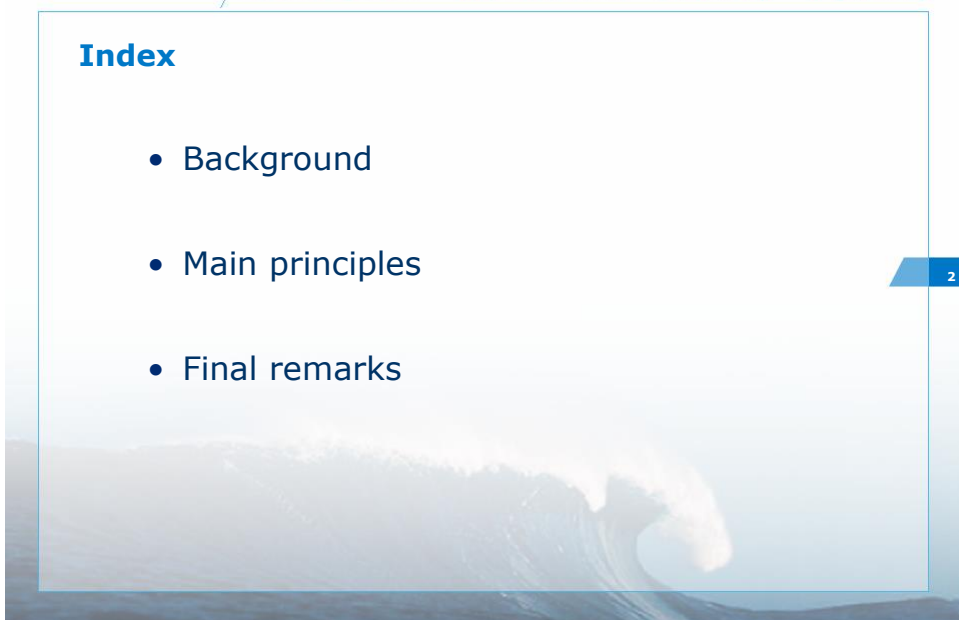 Index
• Background
• Main principles
2
• Final remarks